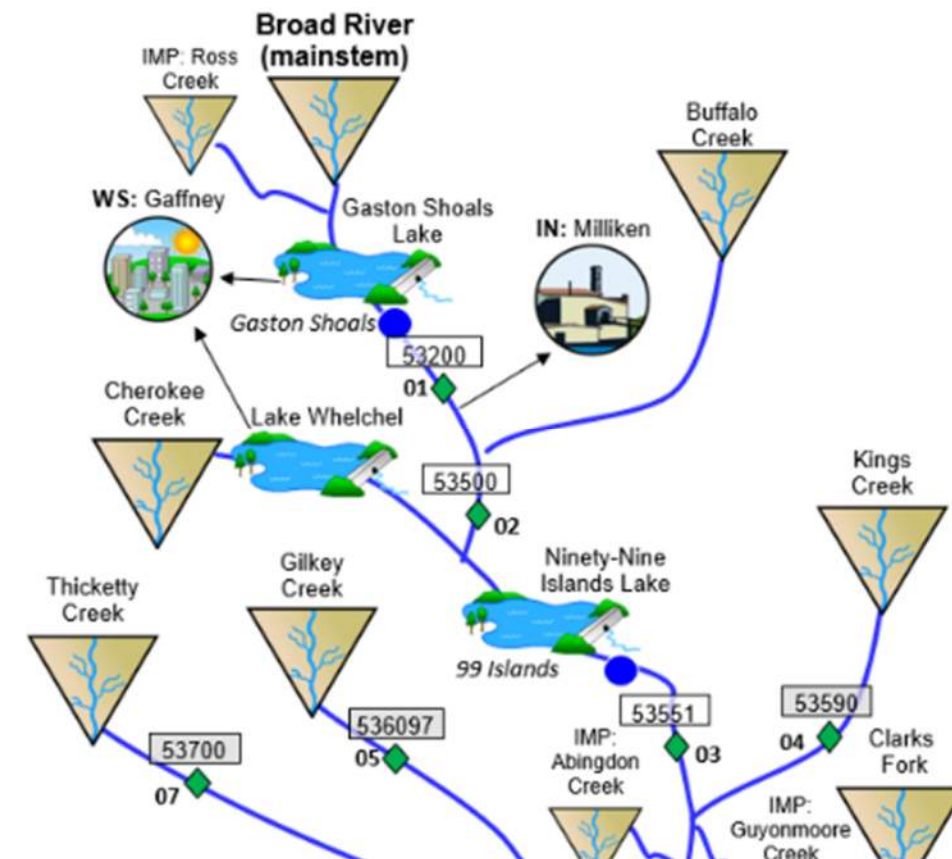 Broad River
(mainstem)
IMP: Ross
Creek
Buffalo
Creek
WS: Gaffney
Gaston Shoals
Lake
IN: Milliken
Gaston Shoals
53200
01
Cherokee
Creek
Lake Whelchel
53500
02
Kings
Creek
Gilkey
Creek
Ninety-Nine
Islands Lake
Thicketty
Creek
99 Islands
53551
53590
536097
53700
IMP:
Abingdon
Creek
03
04
Clarks
Fork
05
07
IMP:
Guyonmoore
Creek